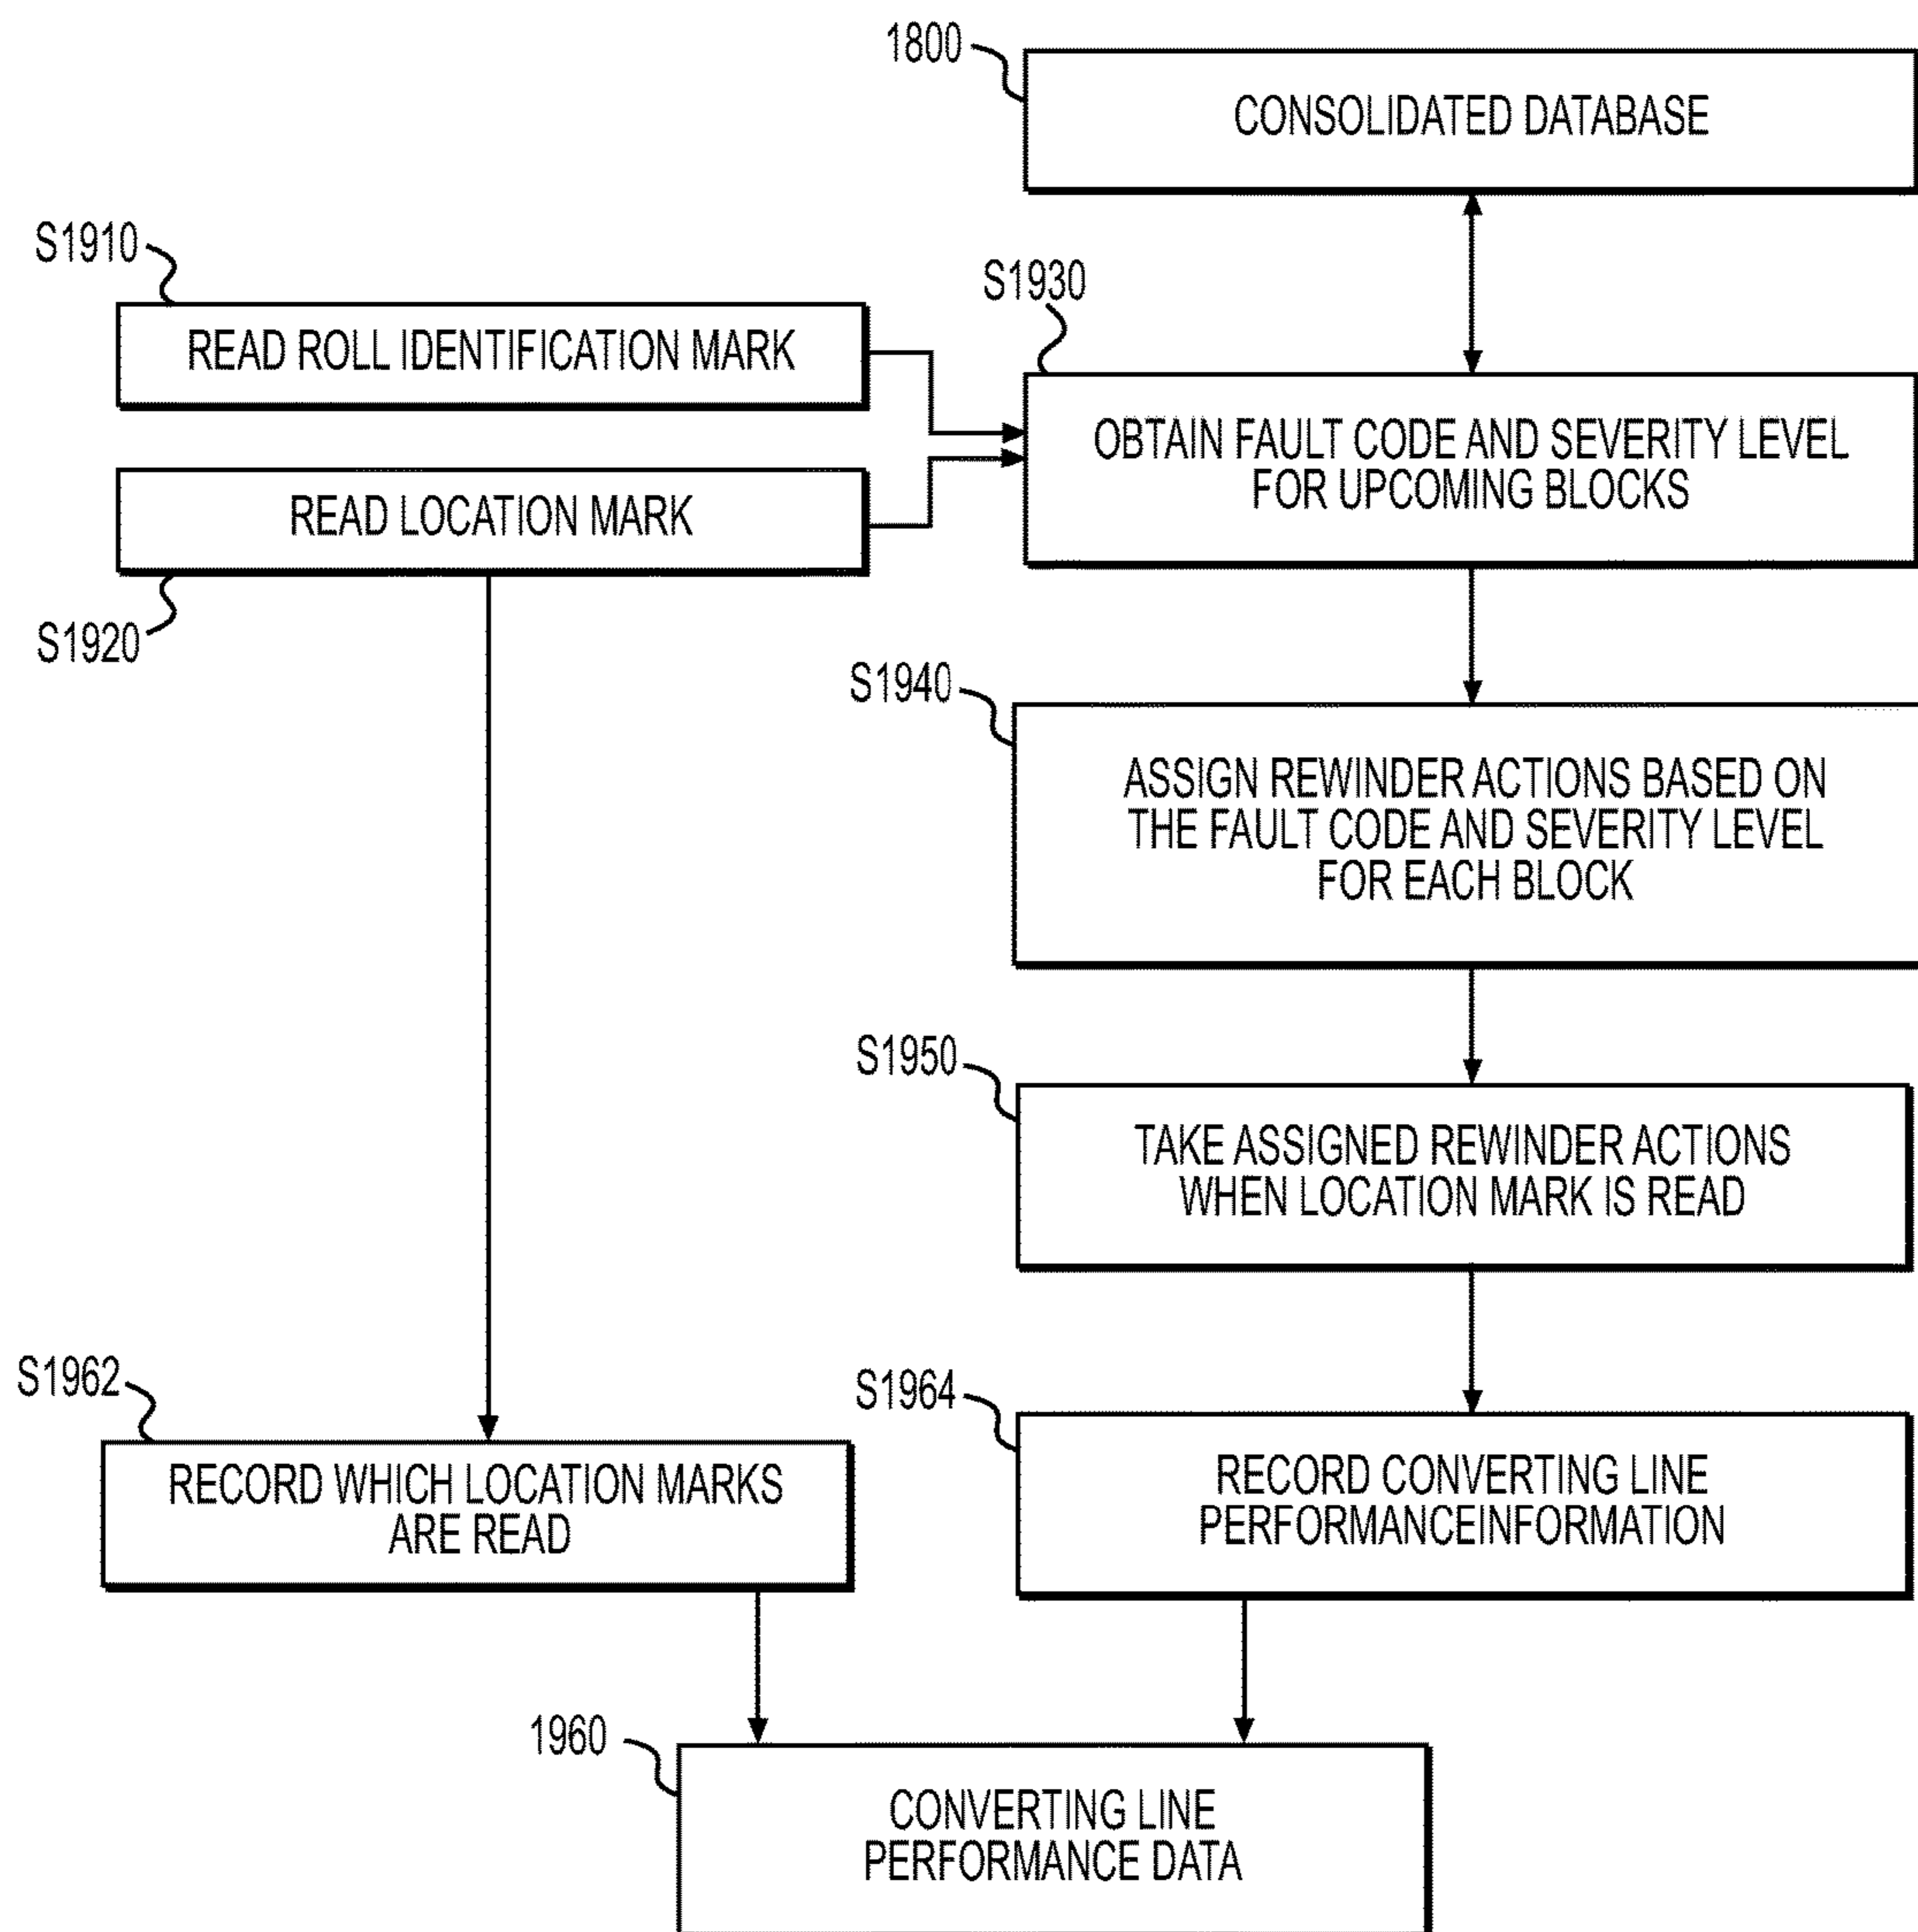 1800
CONSOLIDATED DATABASE
S1910
READ ROLL IDENTIFICATION MARK
S1930
OBTAIN FAULT CODE AND SEVERITY LEVEL
FOR UPCOMING BLOCKS
READ LOCATION MARK
S1920
S1940
ASSIGN REWINDER ACTIONS BASED ON
THE FAULT CODE AND SEVERITY LEVEL
FOR EACH BLOCK
S1950
TAKE ASSIGNED REWINDER ACTIONS
WHEN LOCATION MARK IS READ
S1962
RECORD WHICH LOCATION MARKS
ARE READ
S1964
RECORD CONVERTING LINE
PERFORMANCEINFORMATION
1960
CONVERTING LINE
PERFORMANCE DATA